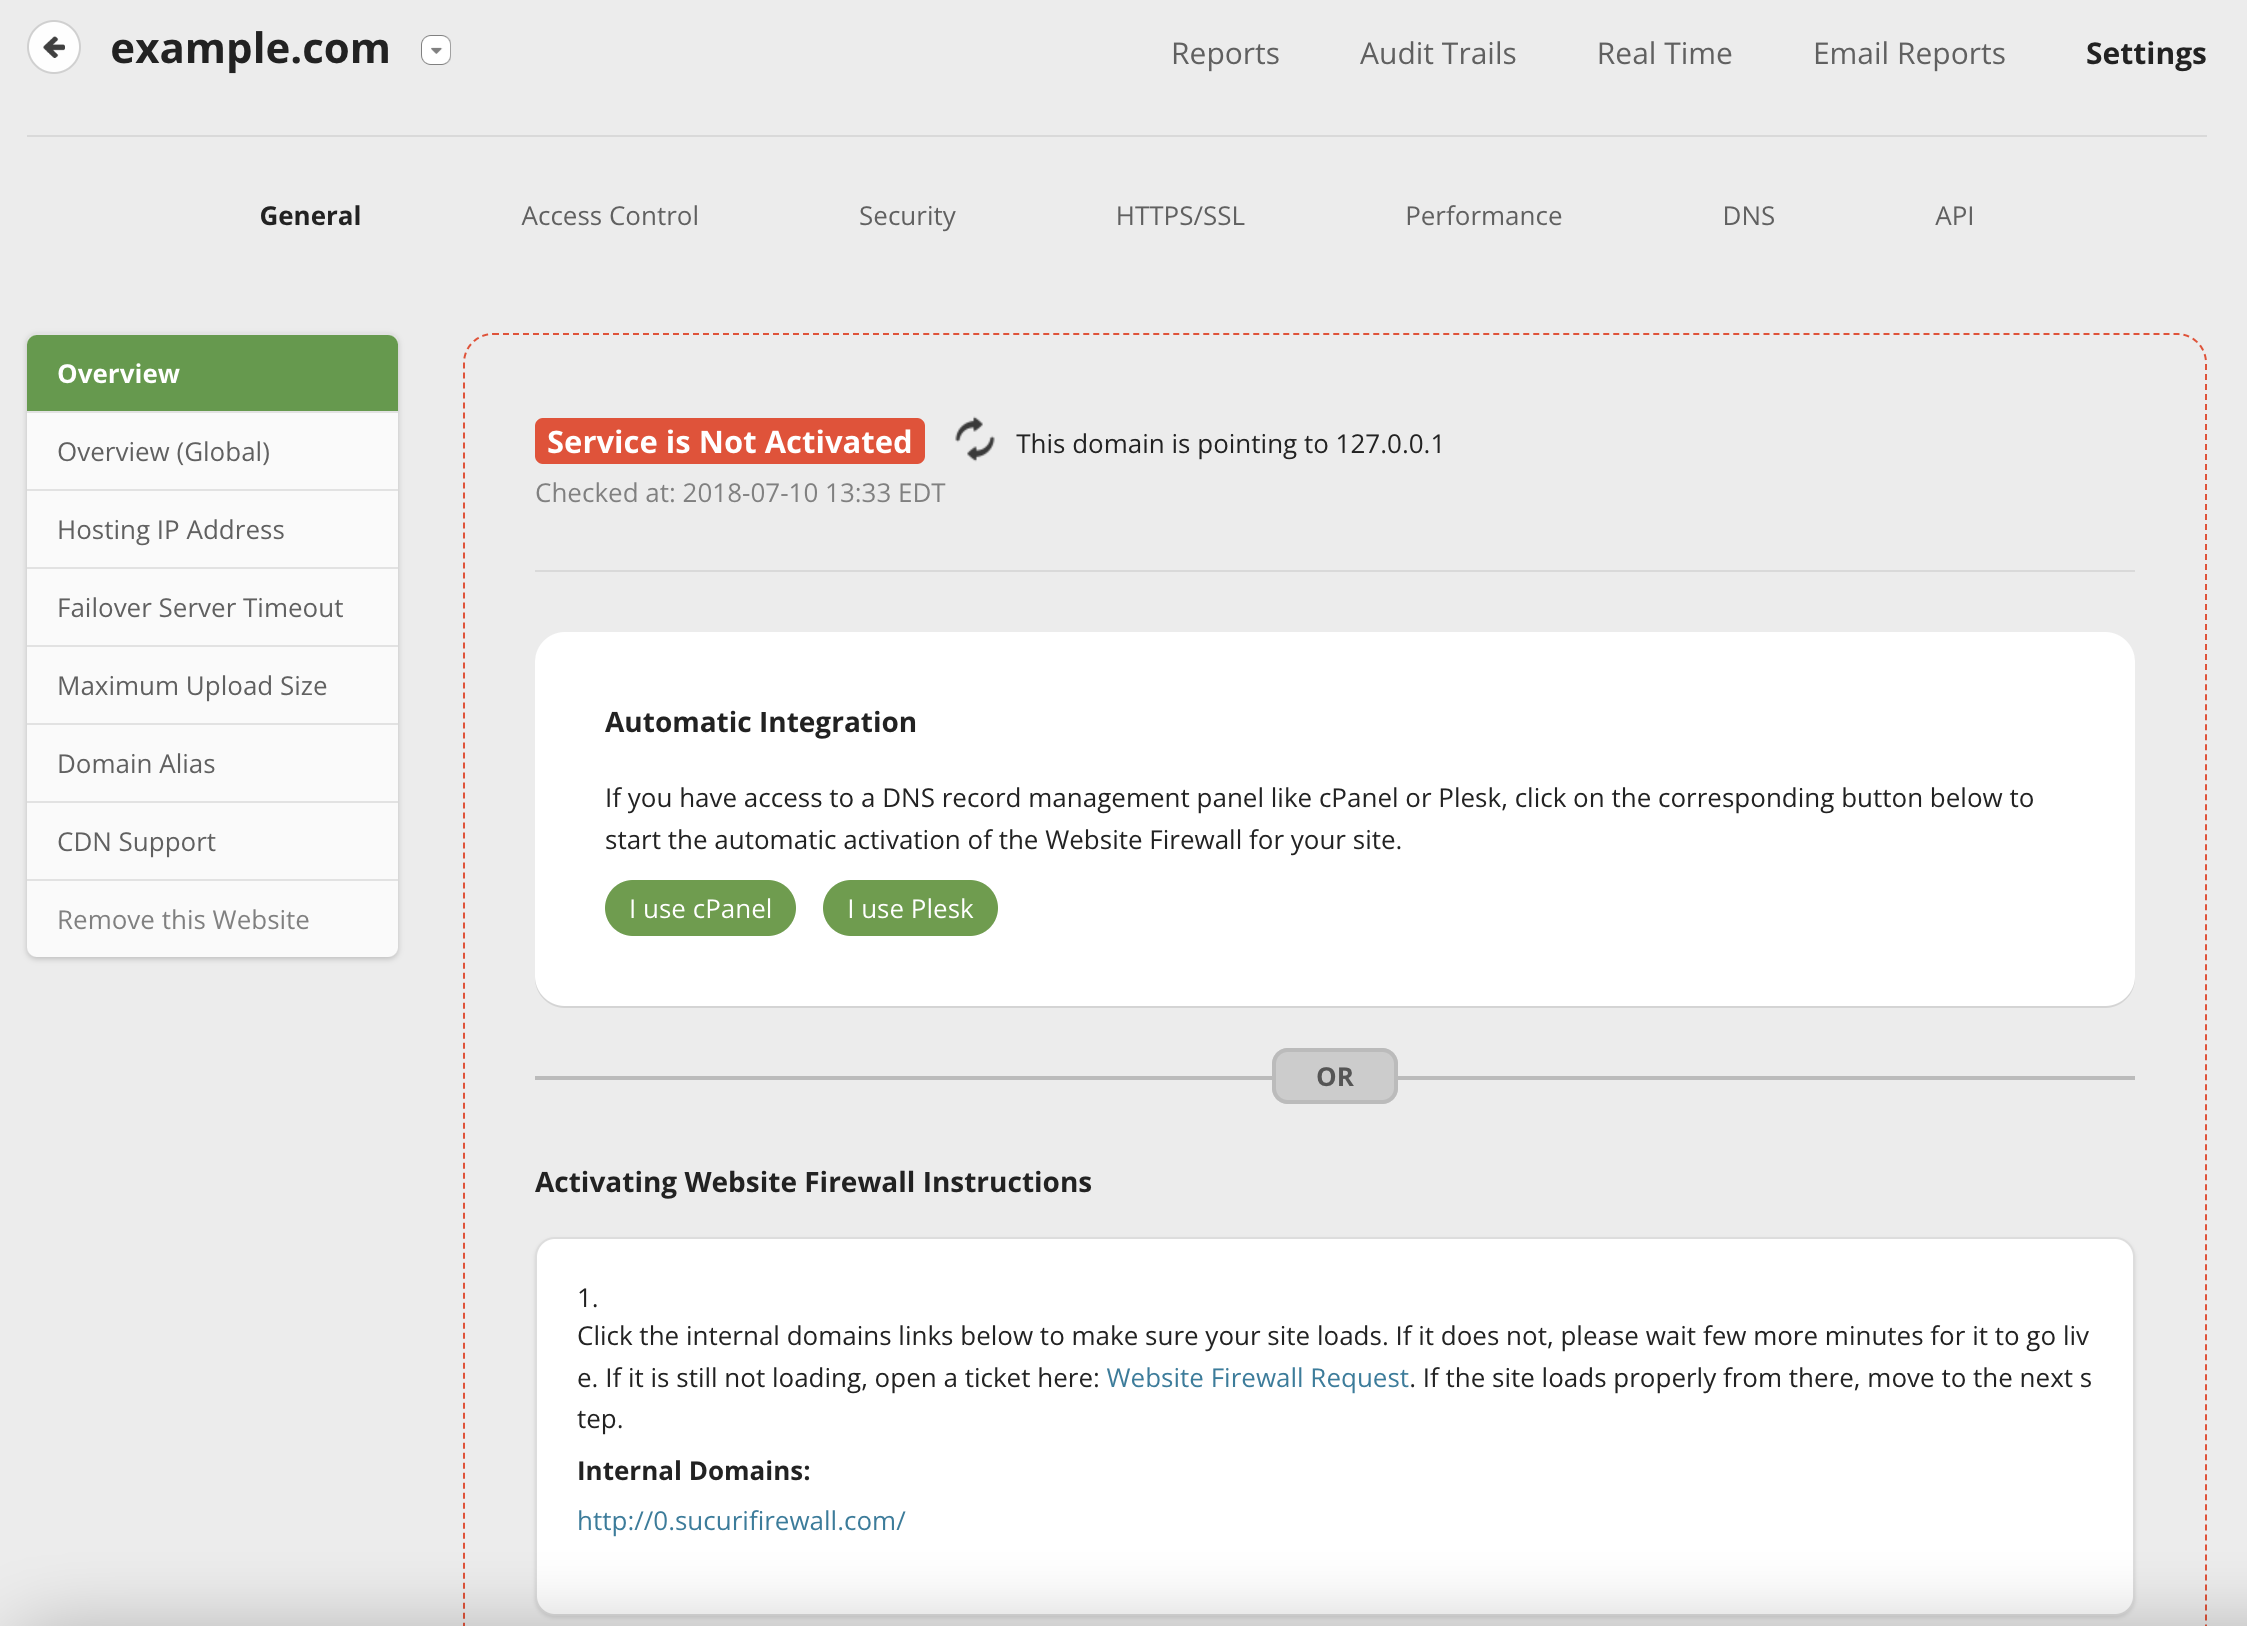 example.com
Reports
Audit Trails
Real Time
Email Reports
Settings
General
Access Control
Security
HTTPS/SSL
Performance
DNS
API
Overview
Overview (Global)
Hosting IP Address
Failover Server Timeout
Maximum Upload Size
Domain Alias
CDN Support
Remove this Website
Service is Not Activated
This domain is pointing to 127.0.0.1
Checked at: 2018-07-10 13:33 EDT
Automatic Integration
If you have access to a DNS record management panel like cPanel or Plesk, click on the corresponding button below to
start the automatic activation of the Website Firewall for your site.
I use cPanel
I use Plesk
OR
Activating Website Firewall Instructions
1.
Click the internal domains links below to make sure your site loads. If it does not, please wait few more minutes for it to go liv
e. If it is still not loading, open a ticket here: Website Firewall Request. If the site loads properly from there, move to the next s
tep.
Internal Domains:
http://0.sucurifirewall.com/